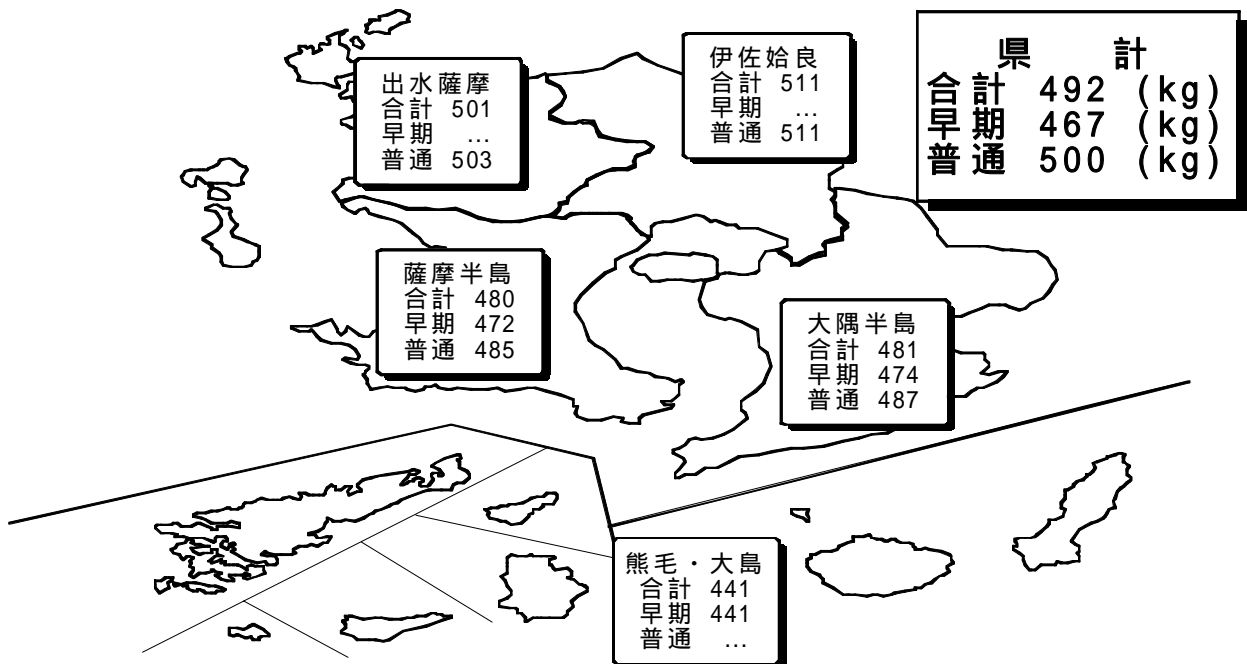 出水薩摩
合計 501
早期 …
普通 503
伊佐姶良
合計 511
早期 …
普通 511
県 計
合計 492 (kg)
早期 467 (kg)
普通 500 (kg)
薩摩半島
合計 480
早期 472
普通 485
大隅半島
合計 481
早期 474
普通 487
熊毛・大島
合計 441
早期 441
普通 …